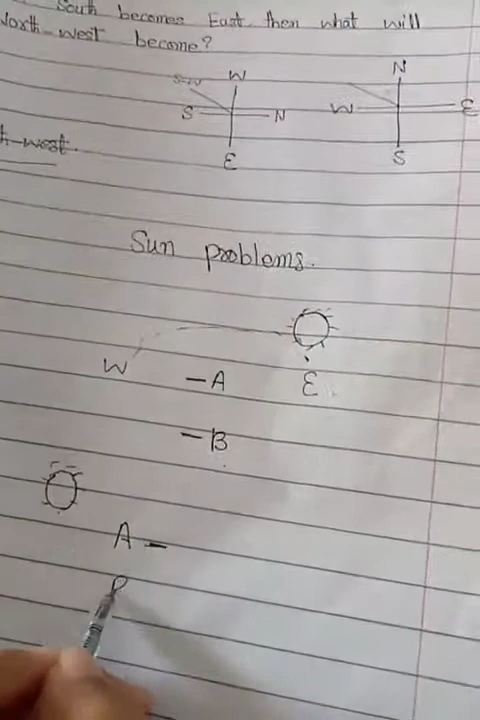 South becomes East then what will
North-West become?
S-W W N
S N W E
E S
-west.
Sun problems.
W - A E
- B
A -